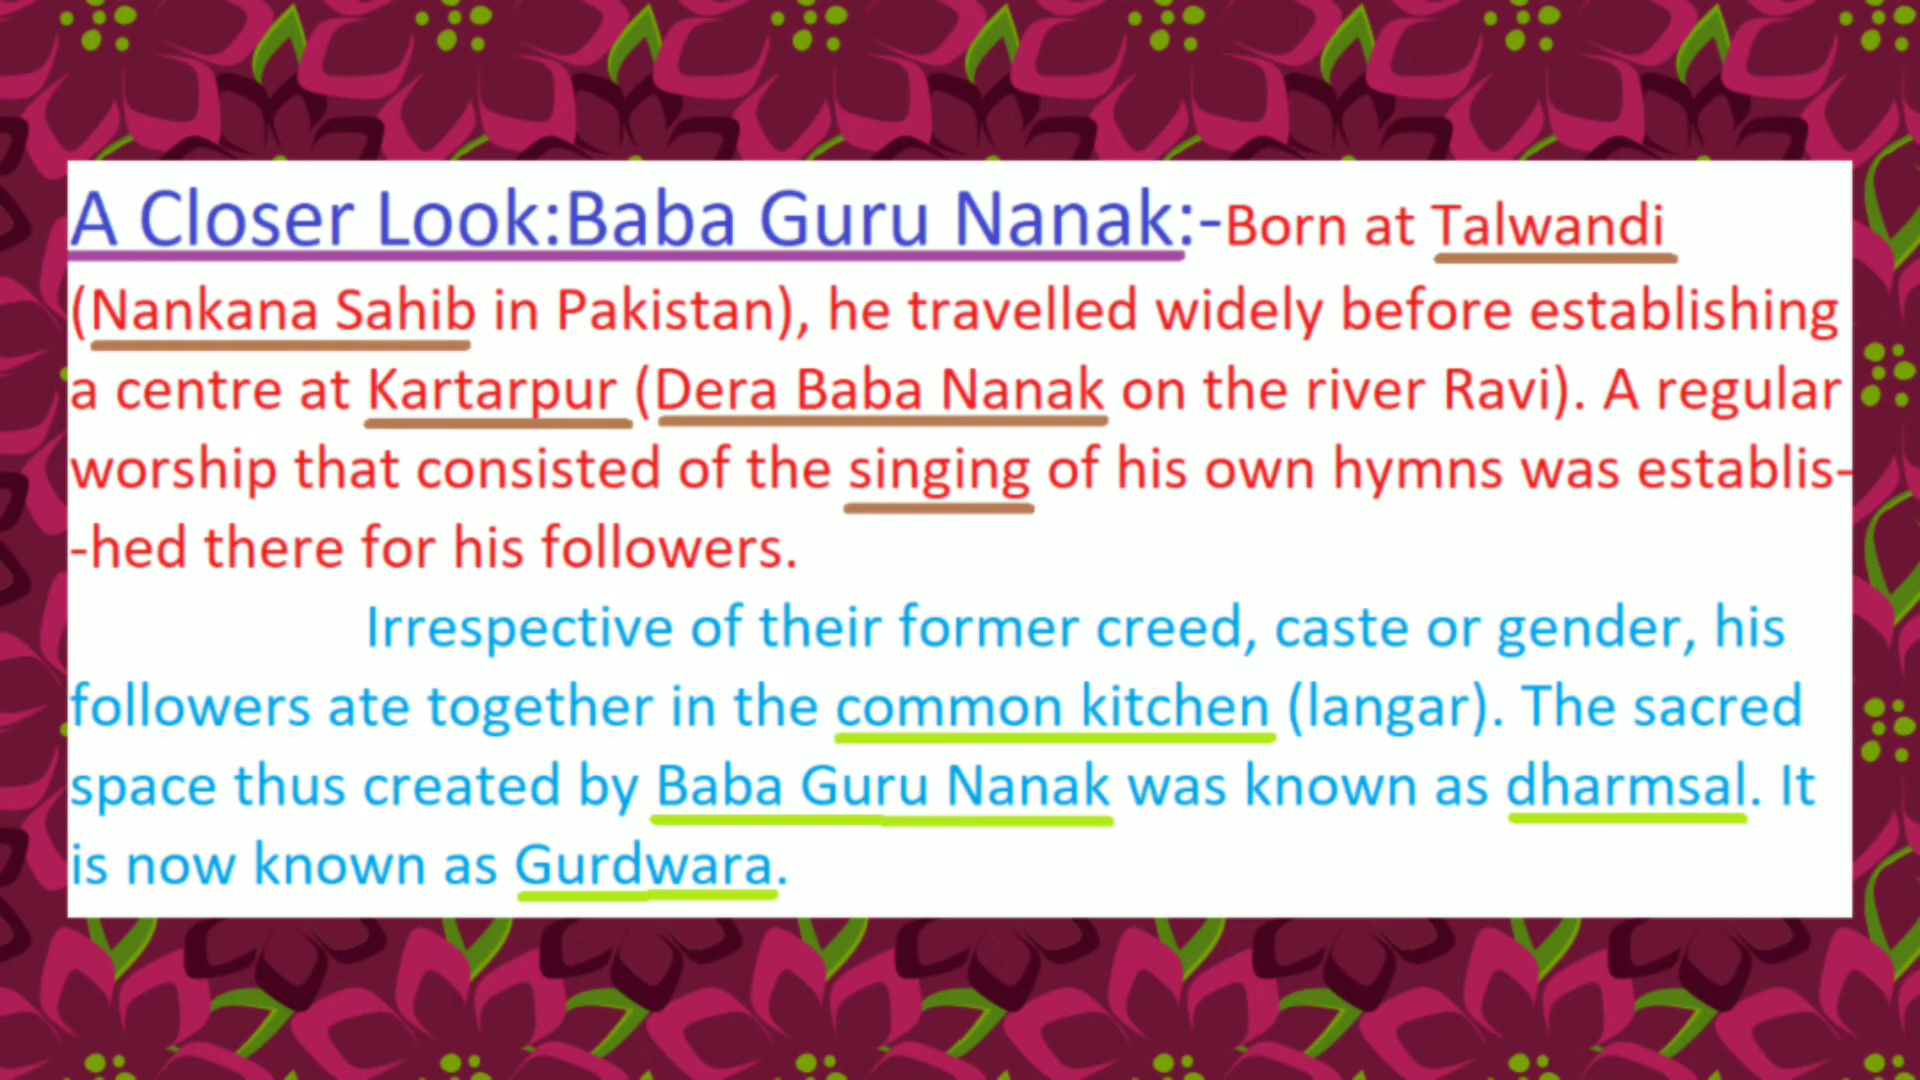 A Closer Look:Baba Guru Nanak:-Born at Talwandi
(Nankana Sahib in Pakistan), he travelled widely before establishing
a centre at Kartarpur (Dera Baba Nanak on the river Ravi). A regular
worship that consisted of the singing of his own hymns was establis-
-hed there for his followers.
Irrespective of their former creed, caste or gender, his
followers ate together in the common kitchen (langar). The sacred
space thus created by Baba Guru Nanak was known as dharmsal. It
is now known as Gurdwara.